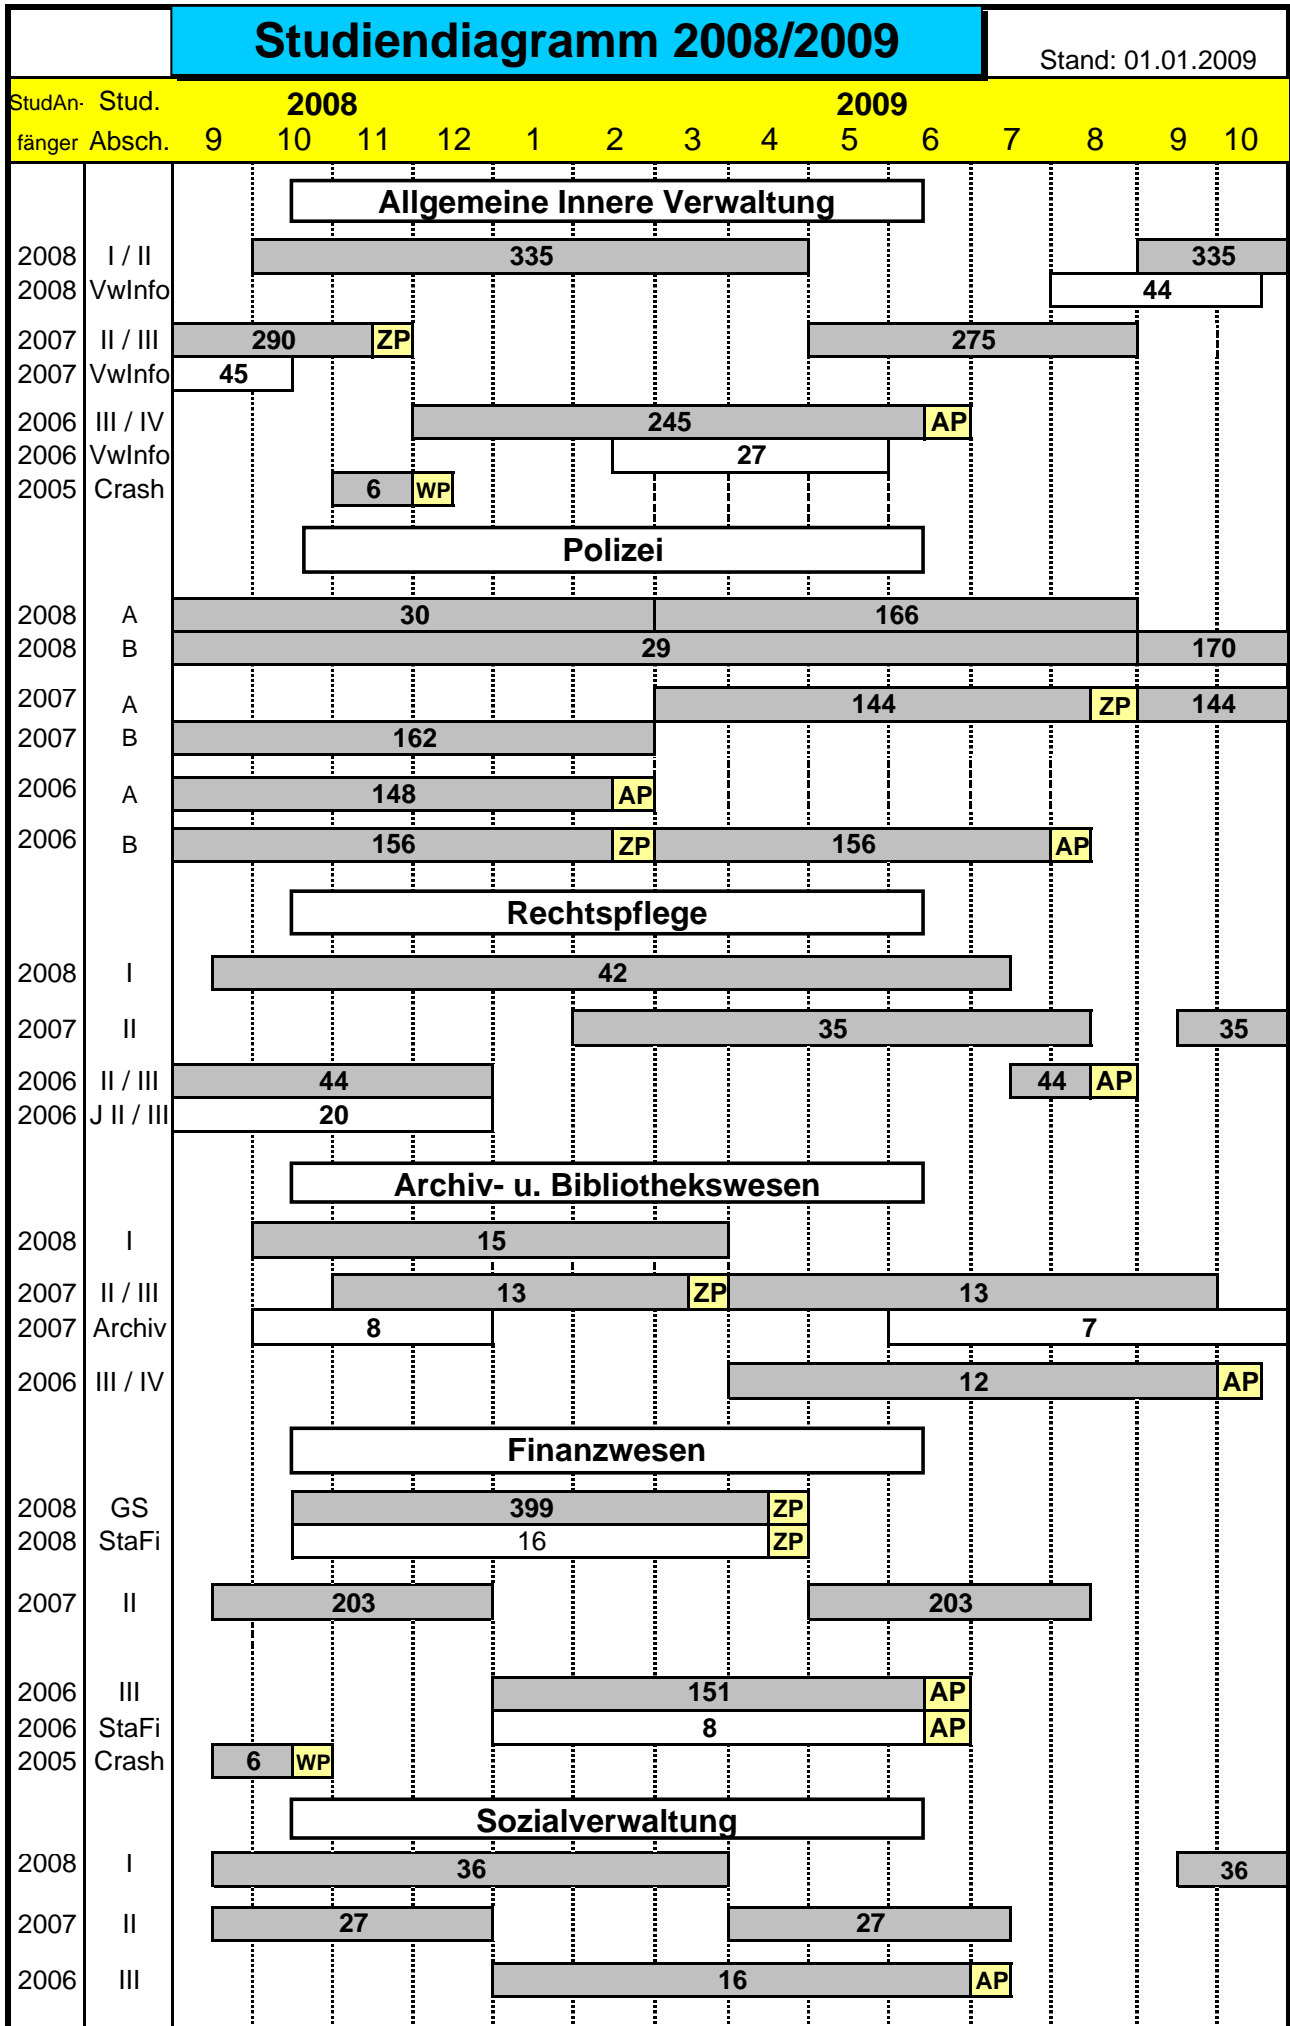 Studiendiagramm 2008/2009
Stand: 01.01.2009
StudAn- Stud. 2008 2009
fänger Absch. 9 10 11 12 1 2 3 4 5 6 7 8 9 10
Allgemeine Innere Verwaltung
2008 I / II 335 335
2008 VwInfo 44
2007 II / III 290 ZP 275
2007 VwInfo 45
2006 III / IV 245 AP
2006 VwInfo 27
2005 Crash 6 WP
Polizei
2008 A 30 166
2008 B 29 170
2007 A 144 ZP 144
2007 B 162
2006 A 148 AP
2006 B 156 ZP 156 AP
Rechtspflege
2008 I 42
2007 II 35 35
2006 II / III 44 44 AP
2006 J II / III 20
Archiv- u. Bibliothekswesen
2008 I 15
2007 II / III 13 ZP 13
2007 Archiv 8 7
2006 III / IV 12 AP
Finanzwesen
2008 GS 399 ZP
2008 StaFi 16 ZP
2007 II 203 203
2006 III 151 AP
2006 StaFi 8 AP
2005 Crash 6 WP
Sozialverwaltung
2008 I 36 36
2007 II 27 27
2006 III 16 AP